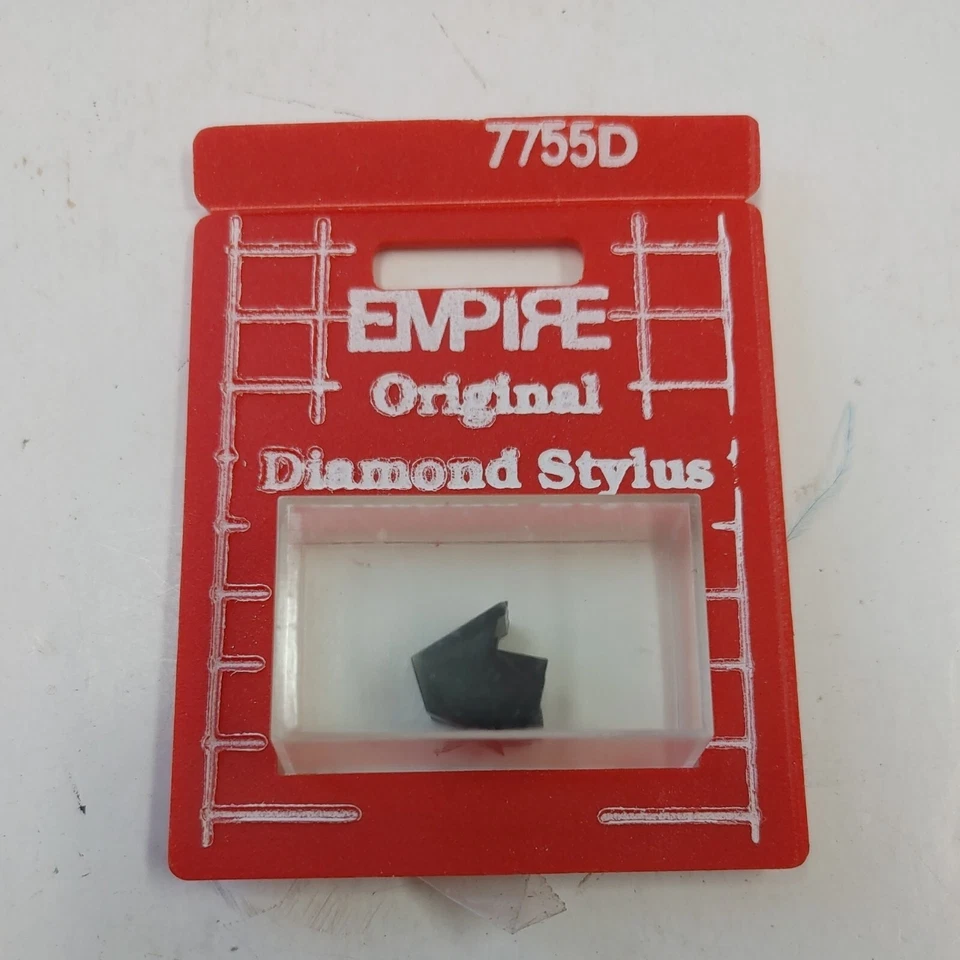 7755D
EMPIRE
Original
Diamond Stylus